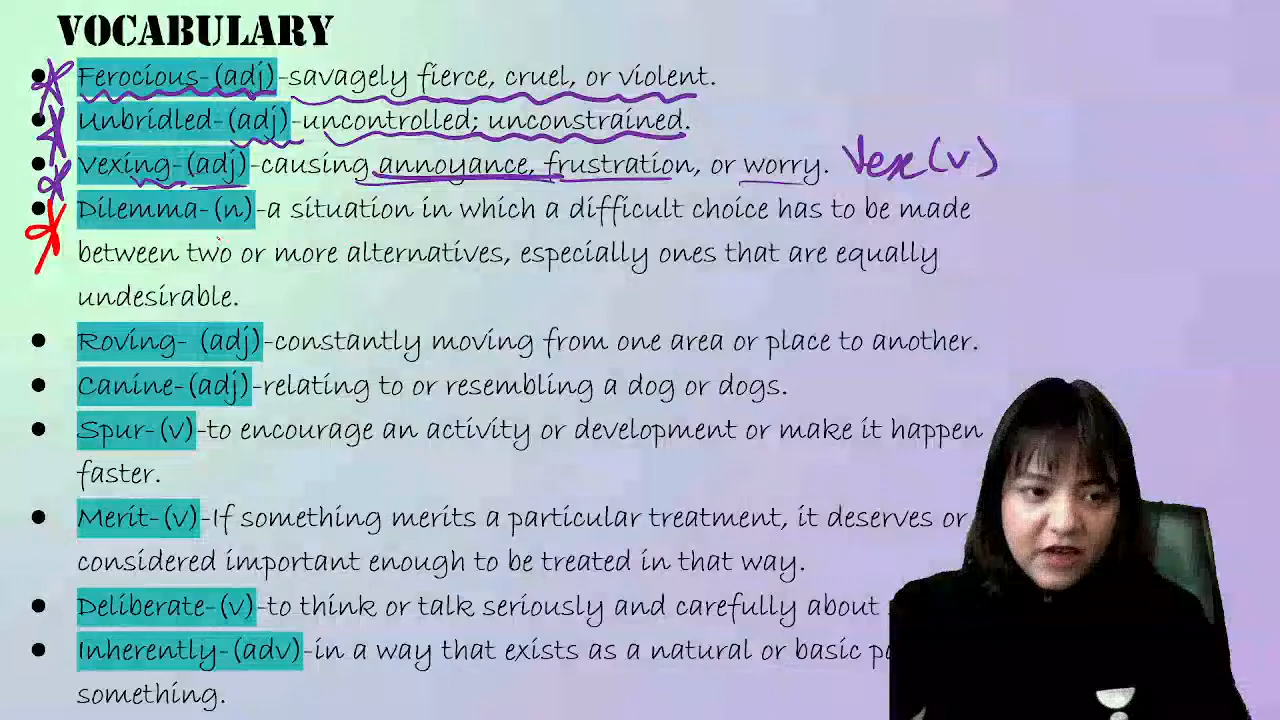 VOCABULARY
Ferocious-(adj)-savagely fierce, cruel, or violent.
Unbridled-(adj)-uncontrolled; unconstrained.
Vexing-(adj)-causing annoyance, frustration, or worry. Vex(v)
Dilemma-(n)-a situation in which a difficult choice has to be made
between two or more alternatives, especially ones that are equally
undesirable.
Roving- (adj)-constantly moving from one area or place to another.
Canine-(adj)-relating to or resembling a dog or dogs.
Spur-(v)-to encourage an activity or development or make it happen
faster.
Merit-(v)-If something merits a particular treatment, it deserves or
considered important enough to be treated in that way.
Deliberate-(v)-to think or talk seriously and carefully about
Inherently-(adv)-in a way that exists as a natural or basic
something.